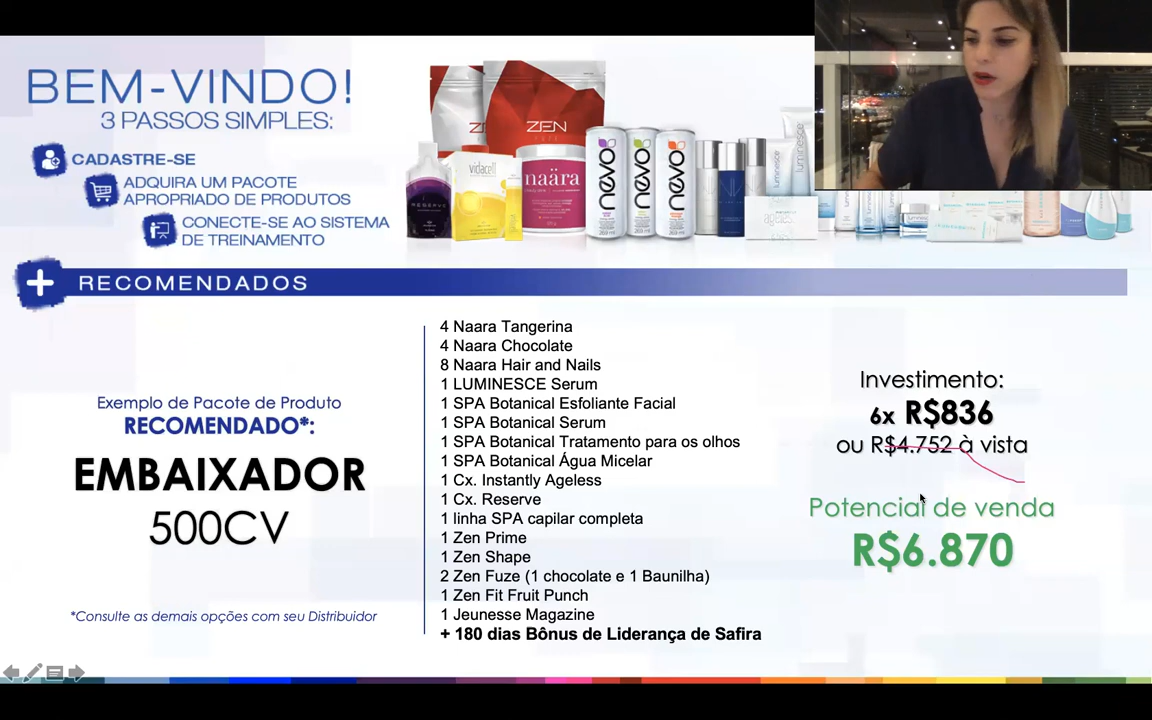 BEM-VINDO!
3 PASSOS SIMPLES:
CADASTRE-SE
ADQUIRA UM PACOTE
APROPRIADO DE PRODUTOS
CONECTE-SE AO SISTEMA
DE TREINAMENTO
ZEN
vidacell
RESERVE
naära
nevo
nevo
nevo
luminesce
luminesce
+ RECOMENDADOS
Exemplo de Pacote de Produto
RECOMENDADO*:
EMBAIXADOR
500CV
*Consulte as demais opções com seu Distribuidor
4 Naara Tangerina
4 Naara Chocolate
8 Naara Hair and Nails
1 LUMINESCE Serum
1 SPA Botanical Esfoliante Facial
1 SPA Botanical Serum
1 SPA Botanical Tratamento para os olhos
1 SPA Botanical Água Micelar
1 Cx. Instantly Ageless
1 Cx. Reserve
1 linha SPA capilar completa
1 Zen Prime
1 Zen Shape
2 Zen Fuze (1 chocolate e 1 Baunilha)
1 Zen Fit Fruit Punch
1 Jeunesse Magazine
+ 180 dias Bônus de Liderança de Safira
Investimento:
6x R$836
ou R$4.752 à vista
Potencial de venda
R$6.870